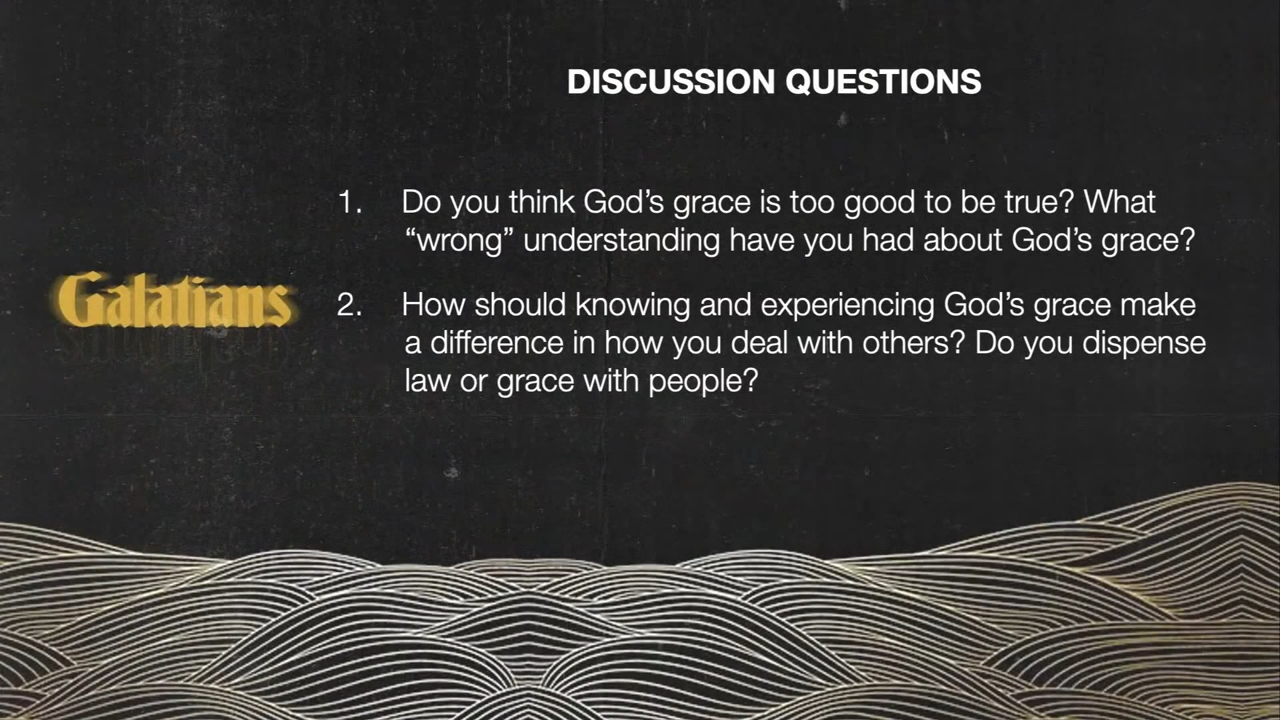 DISCUSSION QUESTIONS
1. Do you think God’s grace is too good to be true? What
“wrong” understanding have you had about God’s grace?
Galatians
2. How should knowing and experiencing God’s grace make
a difference in how you deal with others? Do you dispense
law or grace with people?